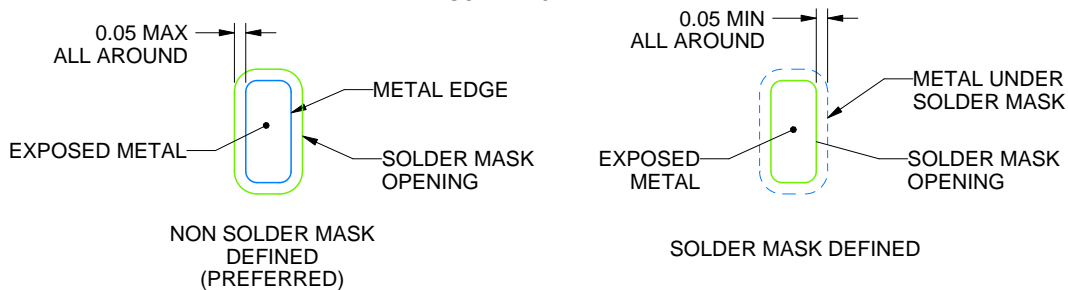 0.05 MAX
ALL AROUND
METAL EDGE
EXPOSED METAL
SOLDER MASK
OPENING
NON SOLDER MASK
DEFINED
(PREFERRED)
0.05 MIN
ALL AROUND
METAL UNDER
SOLDER MASK
EXPOSED
METAL
SOLDER MASK
OPENING
SOLDER MASK DEFINED